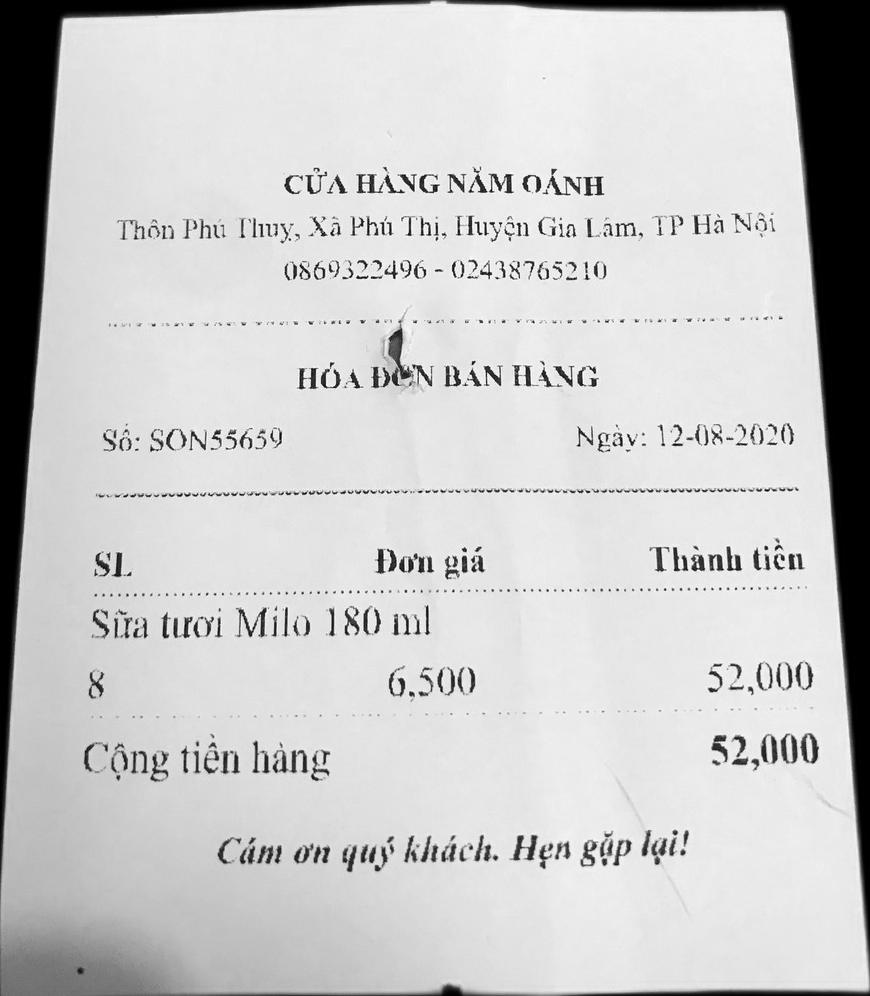 CỬA HÀNG NĂM OÁNH
Thôn Phú Thuỵ, Xã Phú Thị, Huyện Gia Lâm, TP Hà Nội
0869322496 - 02438765210
HÓA ĐƠN BÁN HÀNG
Số: SON55659 Ngày: 12-08-2020
SL Đơn giá Thành tiền
Sữa tươi Milo 180 ml
8 6,500 52,000
Cộng tiền hàng 52,000
Cám ơn quý khách. Hẹn gặp lại!